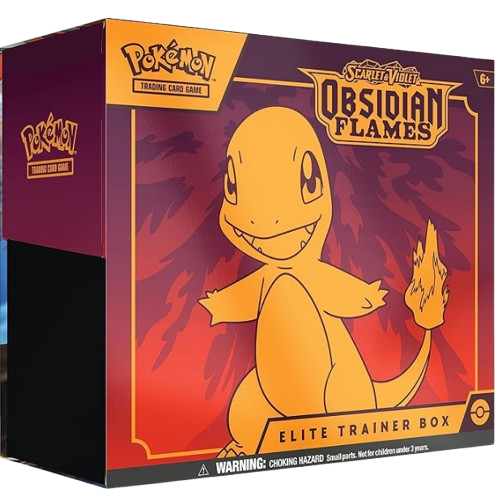 POKéMON
TRADING CARD GAME
SCARLET & VIOLET
OBSIDIAN
FLAMES
6+
POKéMON
TRADING CARD GAME
ELITE TRAINER BOX
WARNING: CHOKING HAZARD Small parts. Not for children under 3 years.